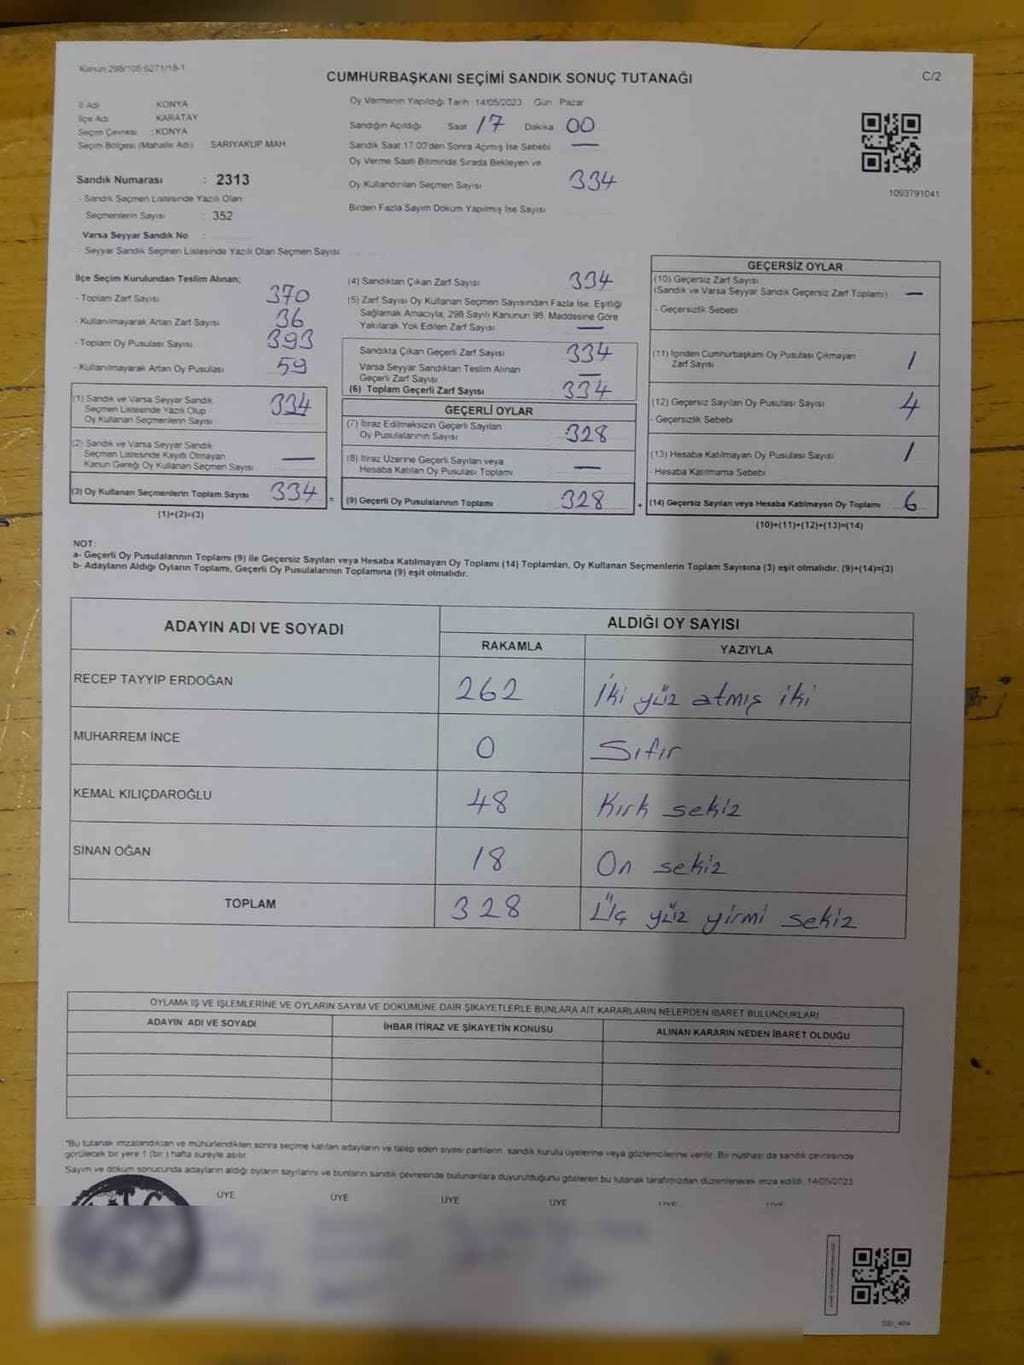 Kanun 298/105-6271/18-1
CUMHURBAŞKANI SEÇİMİ SANDIK SONUÇ TUTANAĞI
C/2
İl Adı KONYA
İlçe Adı KARATAY
Seçim Çevresi : KONYA
Seçim Bölgesi (Mahalle Adı) SARIYAKUP MAH
Sandık Numarası : 2313
- Sandık Seçmen Listesinde Yazılı Olan
Seçmenlerin Sayısı : 352
Varsa Seyyar Sandık No :
- Seyyar Sandık Seçmen Listesinde Yazılı Olan Seçmen Sayısı
Oy Vermenin Yapıldığı Tarih : 14/05/2023 Gün : Pazar
Sandığın Açıldığı Saat 17 Dakika 00
Sandık Saat 17:00'den Sonra Açımış İse Sebebi —
Oy Verme Saati Bitiminde Sırada Bekleyen ve
Oy Kullandırılan Seçmen Sayısı 334
Birden Fazla Sayım Döküm Yapılmış İse Sayısı
1093791041
İlçe Seçim Kurulundan Teslim Alınan;
- Toplam Zarf Sayısı 370
- Kullanılmayarak Artan Zarf Sayısı 36
- Toplam Oy Pusulası Sayısı 393
- Kullanılmayarak Artan Oy Pusulası 59
(1) Sandık ve Varsa Seyyar Sandık
Seçmen Listesinde Yazılı Olup
Oy Kullanan Seçmenlerin Sayısı 334
(2) Sandık ve Varsa Seyyar Sandık
Seçmen Listesinde Kayıtlı Olmayan
Kanun Gereği Oy Kullanan Seçmen Sayısı —
(3) Oy Kullanan Seçmenlerin Toplam Sayısı 334 =
(1)+(2)=(3)
(4) Sandıktan Çıkan Zarf Sayısı 334
(5) Zarf Sayısı Oy Kullanan Seçmen Sayısından Fazla İse, Eşitliği
Sağlamak Amacıyla, 298 Sayılı Kanunun 98. Maddesine Göre
Yakılarak Yok Edilen Zarf Sayısı —
Sandıkta Çıkan Geçerli Zarf Sayısı 334
Varsa Seyyar Sandıktan Teslim Alınan
Geçerli Zarf Sayısı —
(6) Toplam Geçerli Zarf Sayısı 334
GEÇERLİ OYLAR
(7) İtiraz Edilmeksizin Geçerli Sayılan
Oy Pusulalarının Sayısı 328
(8) İtiraz Üzerine Geçerli Sayılan veya
Hesaba Katılan Oy Pusulası Toplamı —
(9) Geçerli Oy Pusulalarının Toplamı 328 +
GEÇERSİZ OYLAR
(10) Geçersiz Zarf Sayısı
(Sandık ve Varsa Seyyar Sandık Geçersiz Zarf Toplamı) —
- Geçersizlik Sebebi
(11) İçinden Cumhurbaşkanı Oy Pusulası Çıkmayan
Zarf Sayısı 1
(12) Geçersiz Sayılan Oy Pusulası Sayısı 4
- Geçersizlik Sebebi
(13) Hesaba Katılmayan Oy Pusulası Sayısı 1
- Hesaba Katılmama Sebebi
(14) Geçersiz Sayılan veya Hesaba Katılmayan Oy Toplamı 6
(10)+(11)+(12)+(13)=(14)
NOT:
a- Geçerli Oy Pusulalarının Toplamı (9) ile Geçersiz Sayılan veya Hesaba Katılmayan Oy Toplamı (14) Toplamları, Oy Kullanan Seçmenlerin Toplam Sayısına (3) eşit olmalıdır. (9)+(14)=(3)
b- Adayların Aldığı Oyların Toplamı, Geçerli Oy Pusulalarının Toplamına (9) eşit olmalıdır.
ADAYIN ADI VE SOYADI
ALDIĞI OY SAYISI
RAKAMLA YAZIYLA
RECEP TAYYİP ERDOĞAN 262 İki yüz atmış iki
MUHARREM İNCE 0 Sıfır
KEMAL KILIÇDAROĞLU 48 Kırk sekiz
SİNAN OĞAN 18 On sekiz
TOPLAM 328 Üç yüz yirmi sekiz
OYLAMA İŞ VE İŞLEMLERİNE VE OYLARIN SAYIM VE DÖKÜMÜNE DAİR ŞİKAYETLERLE BUNLARA AİT KARARLARIN NELERDEN İBARET BULUNDUKLARI
ADAYIN ADI VE SOYADI İHBAR İTİRAZ VE ŞİKAYETİN KONUSU ALINAN KARARIN NEDEN İBARET OLDUĞU
*Bu tutanak imzalandıktan ve mühürlendikten sonra seçime katılan adayların ve talep eden siyasi partilerin, sandık kurulu üyelerine veya gözlemcilerine verilir. Bir nüshası da sandık çevresinde
görülecek bir yere 1 (bir ) hafta süreyle asılır.
Sayım ve döküm sonucunda adayların aldığı oyların sayılarını ve bunların sandık çevresinde bulunanlara duyurulduğunu gösteren bu tutanak tarafımızdan düzenlenerek imza edildi. 14/05/2023
ÜYE ÜYE ÜYE ÜYE ÜYE ÜYE